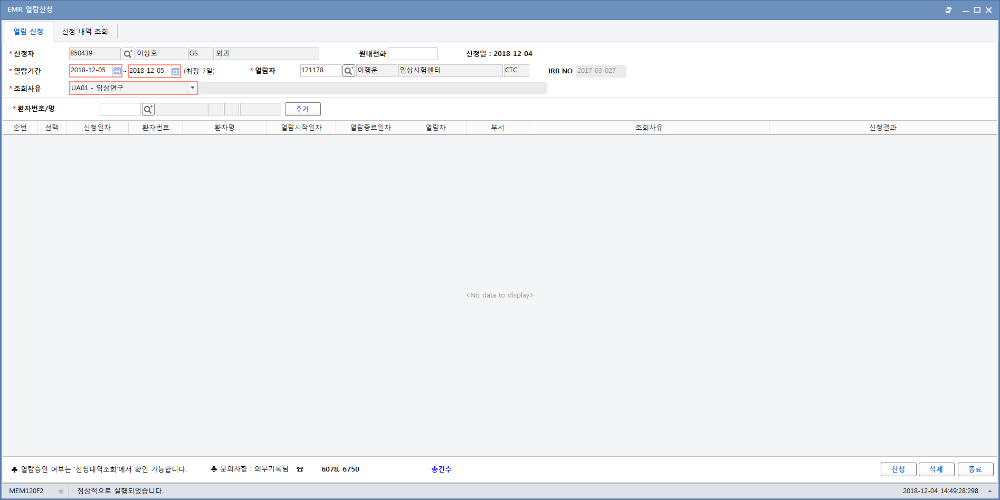 EMR 열람신청
열람 신청 신청 내역 조회
* 신청자 850439 이상호 GS 외과 원내전화 신청일 : 2018-12-04
* 열람기간 2018-12-05 ~ 2018-12-05 (최장 7일) * 열람자 171178 이행운 임상시험센터 CTC IRB NO 2017-03-027
* 조회사유 UA01 - 임상연구
* 환자번호/명 추가
순번 선택 신청일자 환자번호 환자명 열람시작일자 열람종료일자 열람자 부서 조회사유 신청결과
<No data to display>
♣ 열람승인 여부는 '신청내역조회'에서 확인 가능합니다. ♣ 문의사항 : 의무기록팀 ☎ 6078, 6750 총건수 신청 삭제 종료
MEM120F2 ★ 정상적으로 실행되었습니다. 2018-12-04 14:49:28:298